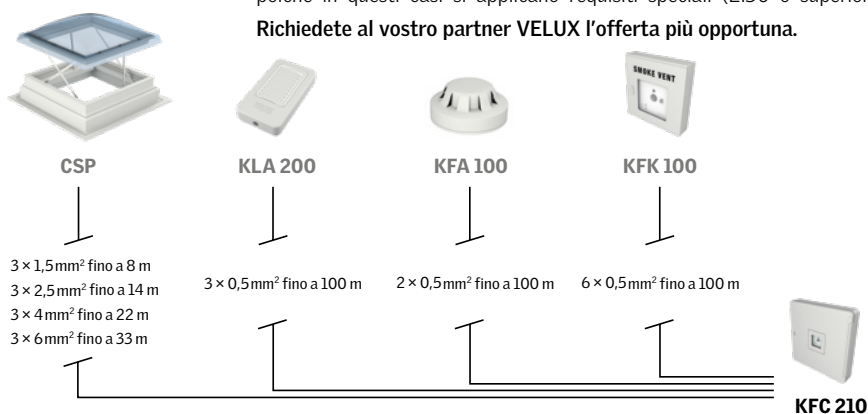 Richiedete al vostro partner VELUX l'offerta più opportuna.
SMOKE VENT
CSP
KLA 200
KFA 100
KFK 100
3 × 1,5 mm² fino a 8 m
3 × 2,5 mm² fino a 14 m
3 × 4 mm² fino a 22 m
3 × 6 mm² fino a 33 m
3 × 0,5 mm² fino a 100 m
2 × 0,5 mm² fino a 100 m
6 × 0,5 mm² fino a 100 m
KFC 210